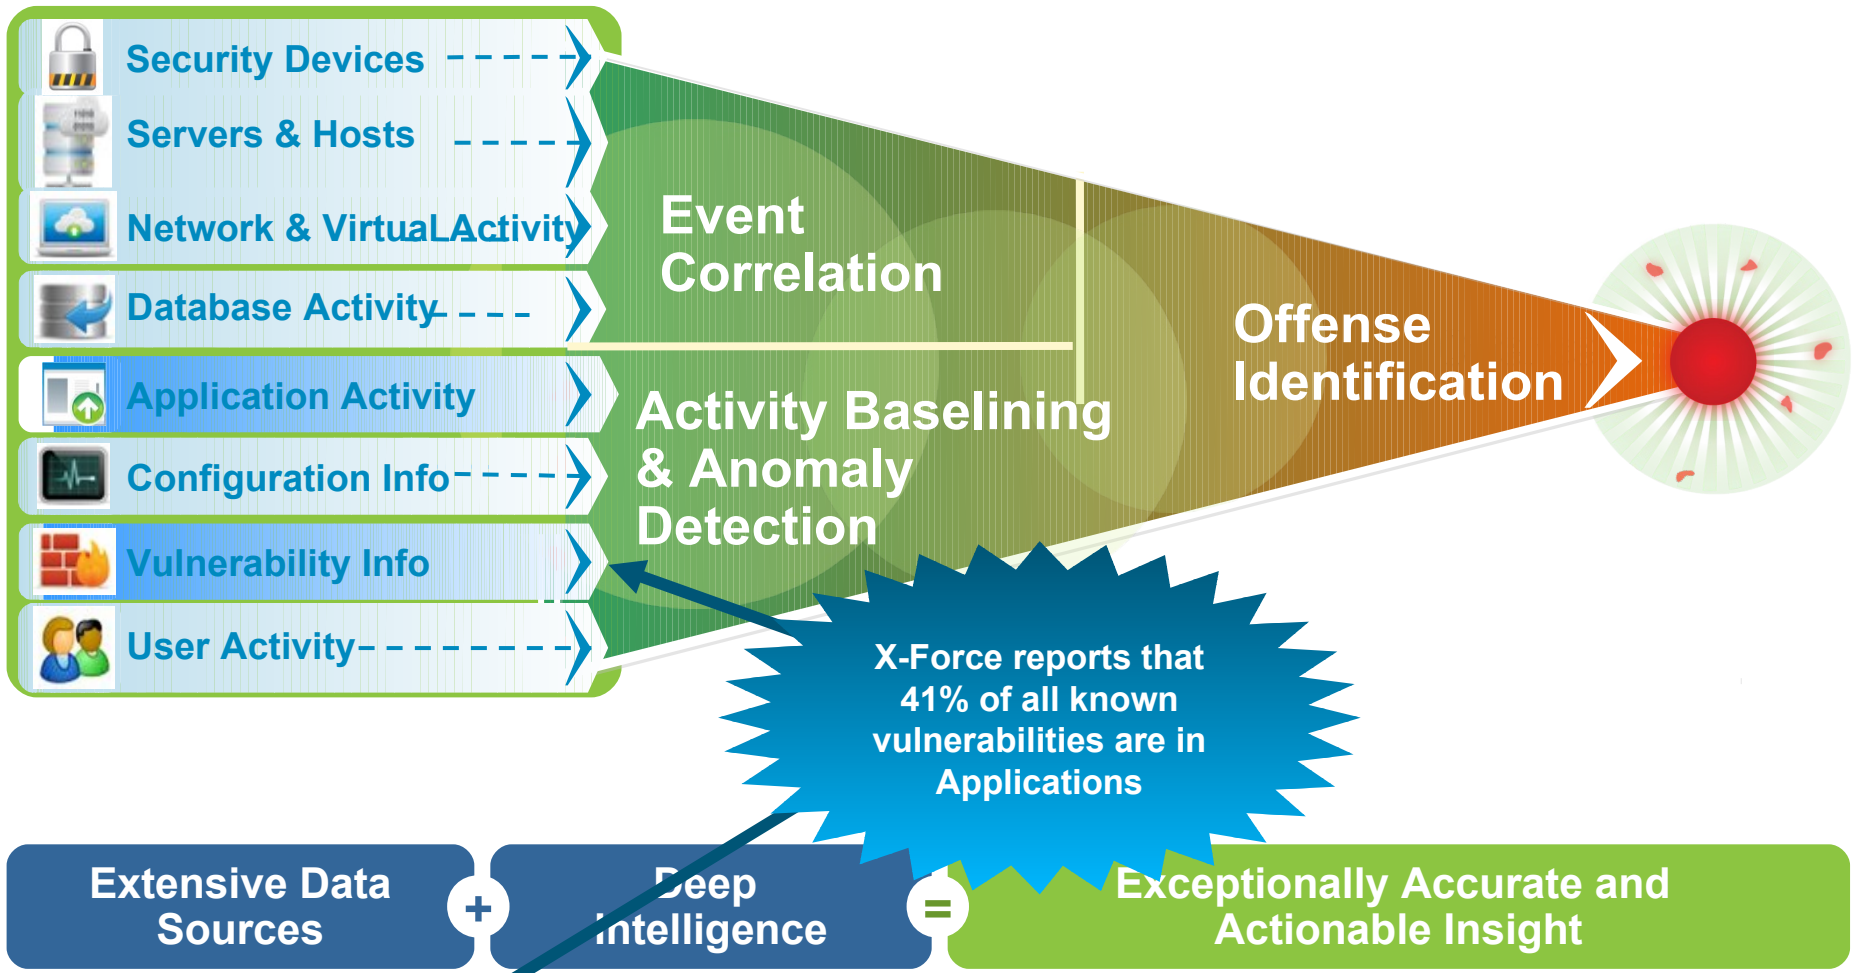 Security Devices
Servers & Hosts
Network & Virtual Activity
Database Activity
Application Activity
Configuration Info
Vulnerability Info
User Activity
Event
Correlation
Activity Baselining
& Anomaly
Detection
Offense
Identification
X-Force reports that
41% of all known
vulnerabilities are in
Applications
Extensive Data
Sources
+
Deep
Intelligence
=
Exceptionally Accurate and
Actionable Insight